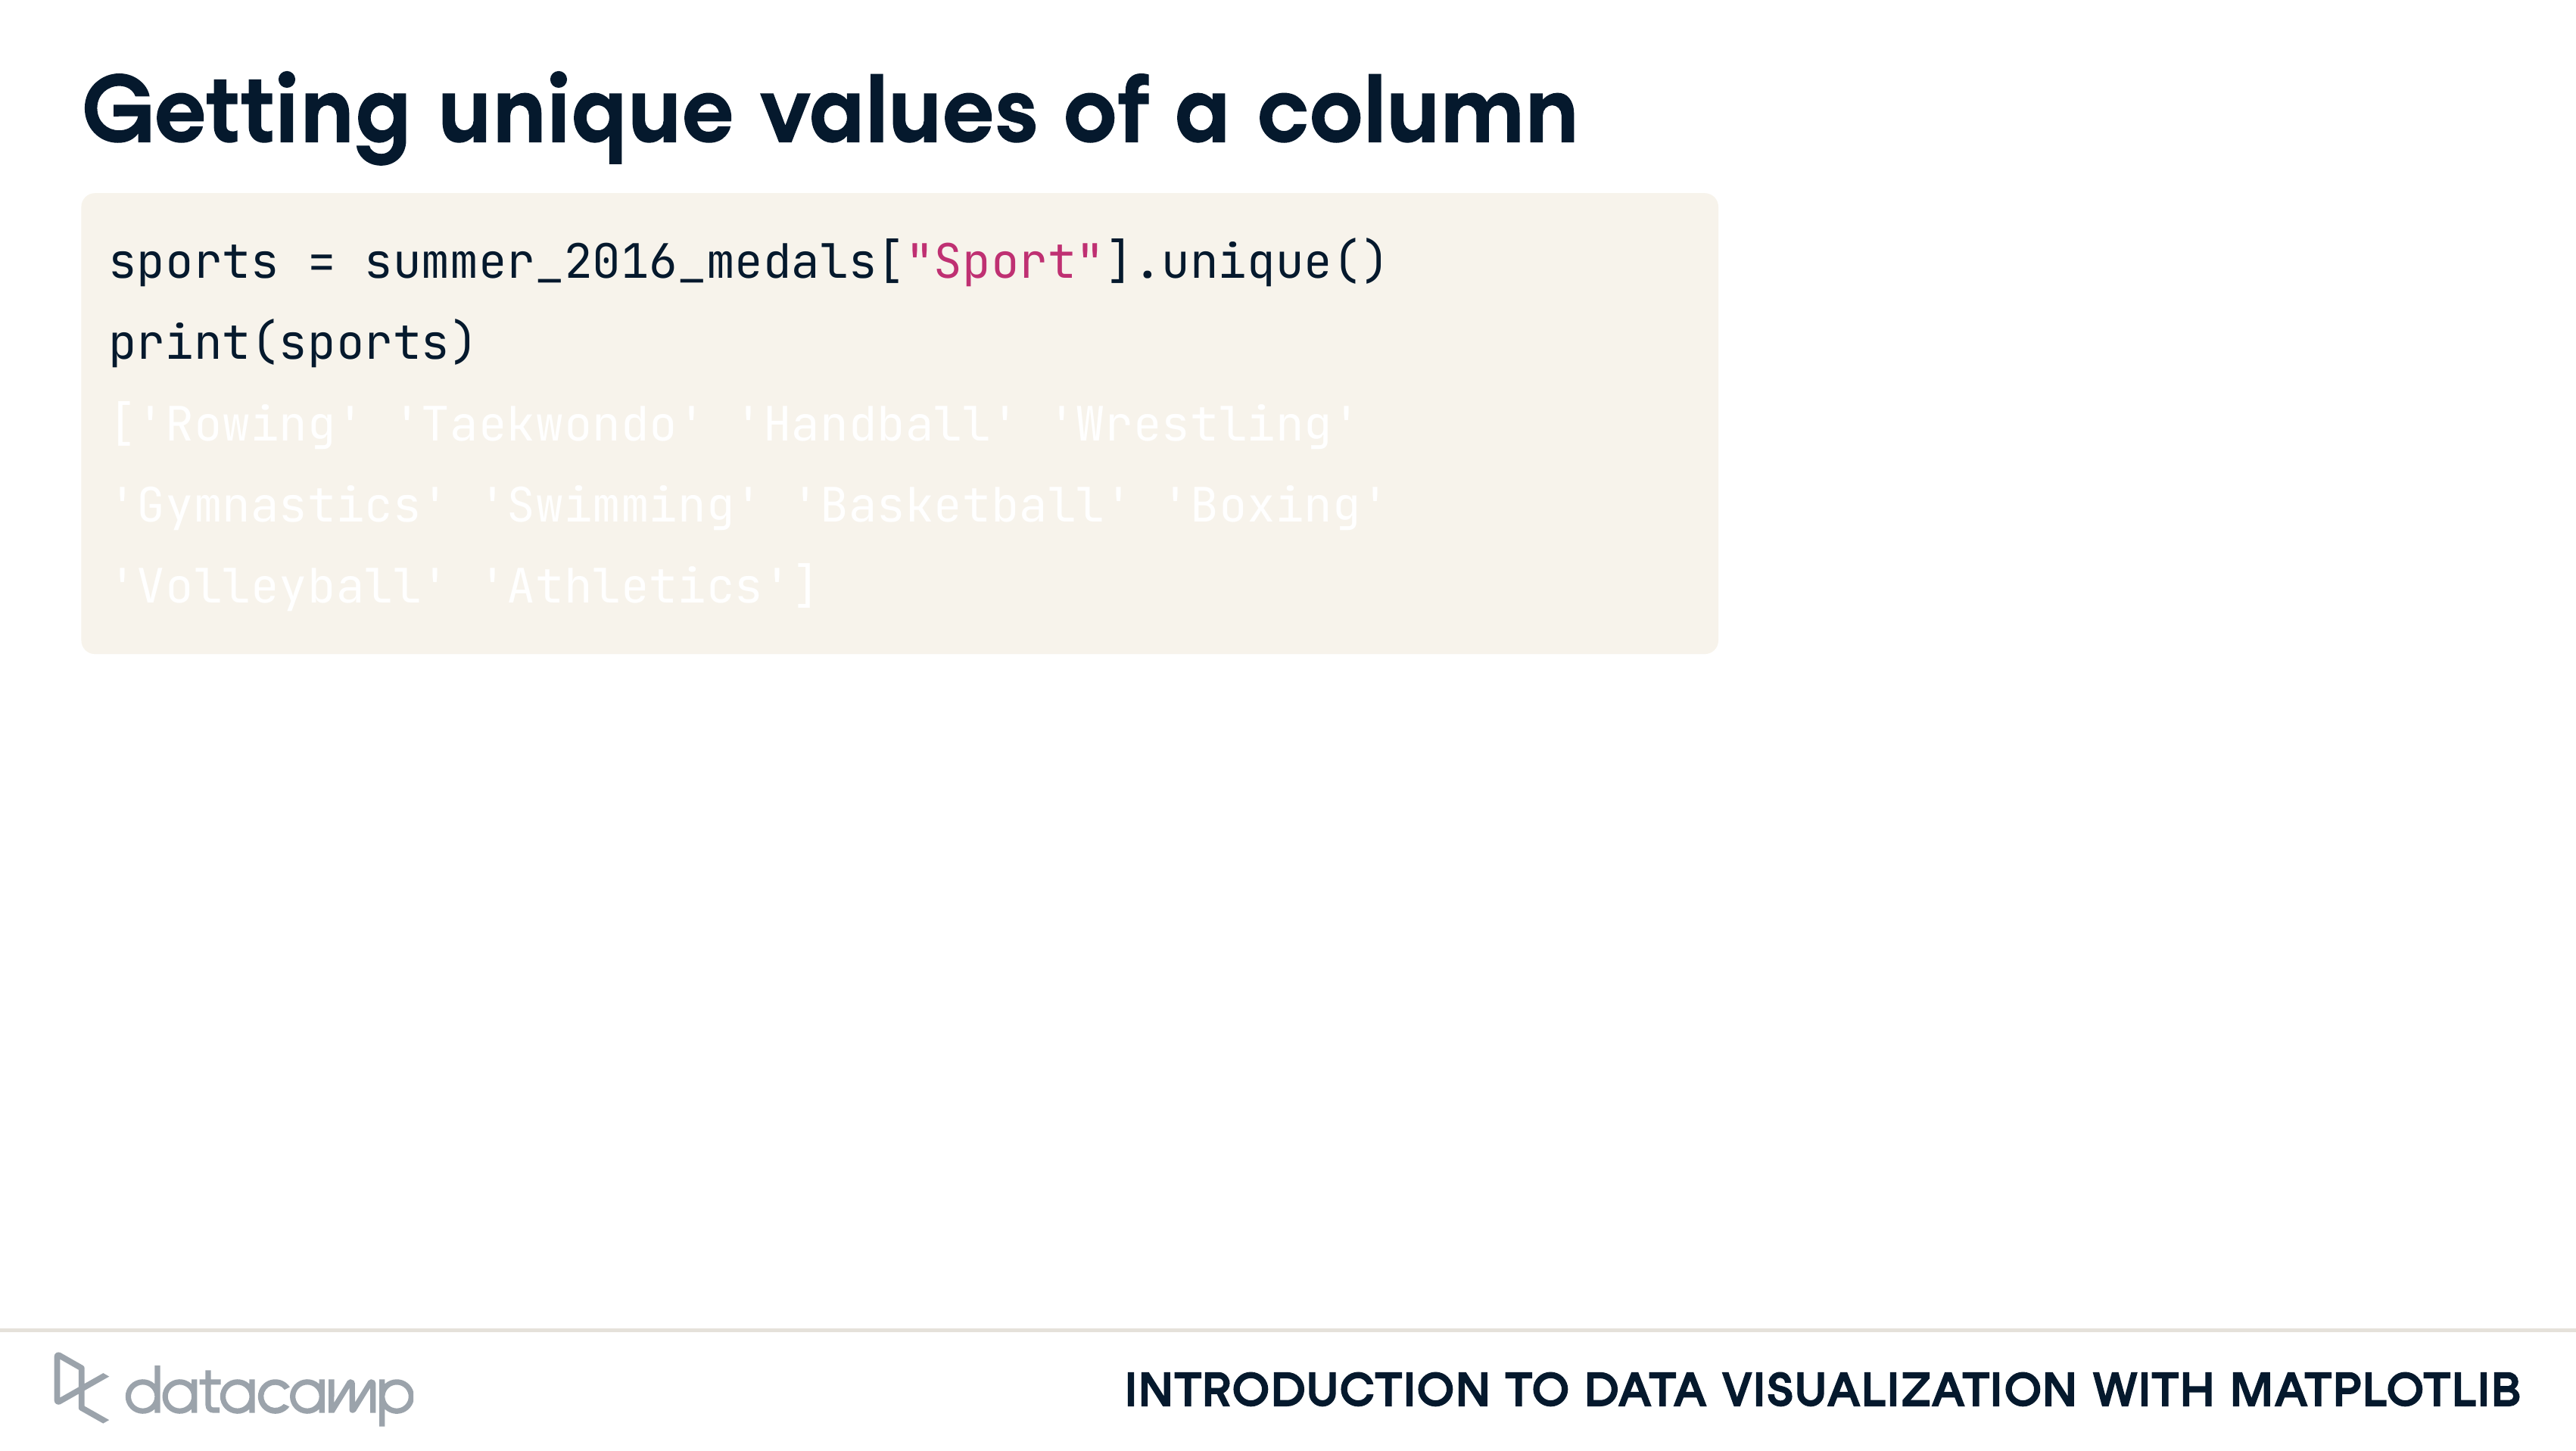 Getting unique values of a column
sports = summer_2016_medals["Sport"].unique()
print(sports)
['Rowing' 'Taekwondo' 'Handball' 'Wrestling'
'Gymnastics' 'Swimming' 'Basketball' 'Boxing'
'Volleyball' 'Athletics']
datacamp
INTRODUCTION TO DATA VISUALIZATION WITH MATPLOTLIB